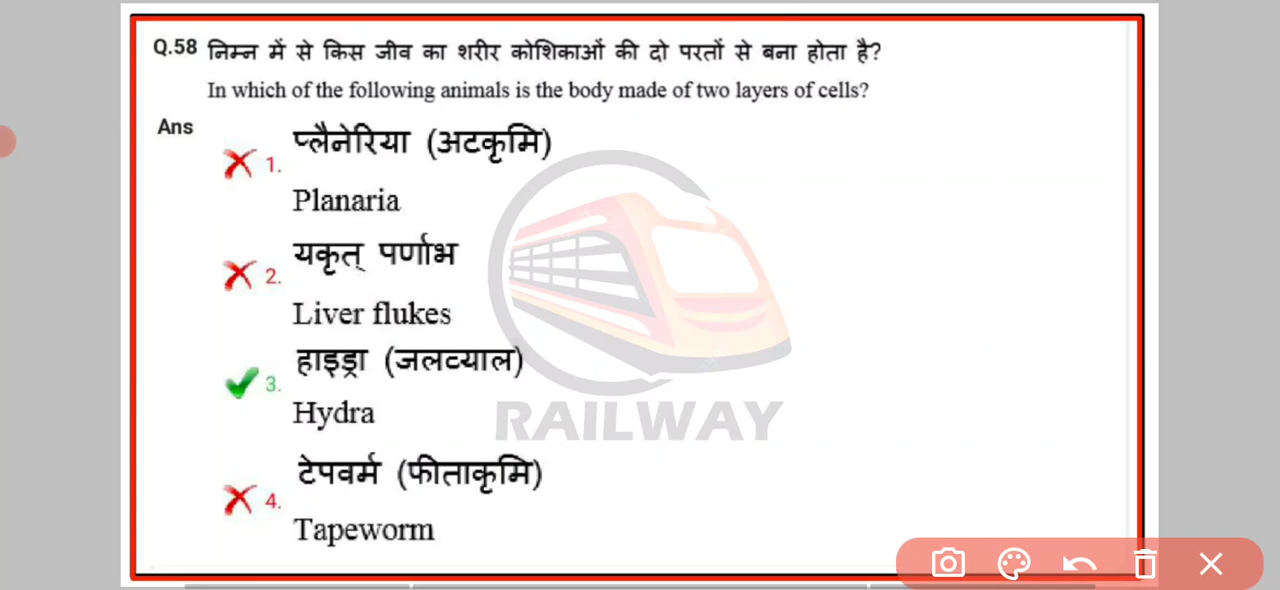 Q.58 निम्न में से किस जीव का शरीर कोशिकाओं की दो परतों से बना होता है?
In which of the following animals is the body made of two layers of cells?
Ans
1. प्लैनेरिया (अटकृमि)
Planaria
2. यकृत् पर्णाभ
Liver flukes
3. हाइड्रा (जलव्याल)
Hydra
RAILWAY
4. टेपवर्म (फीताकृमि)
Tapeworm